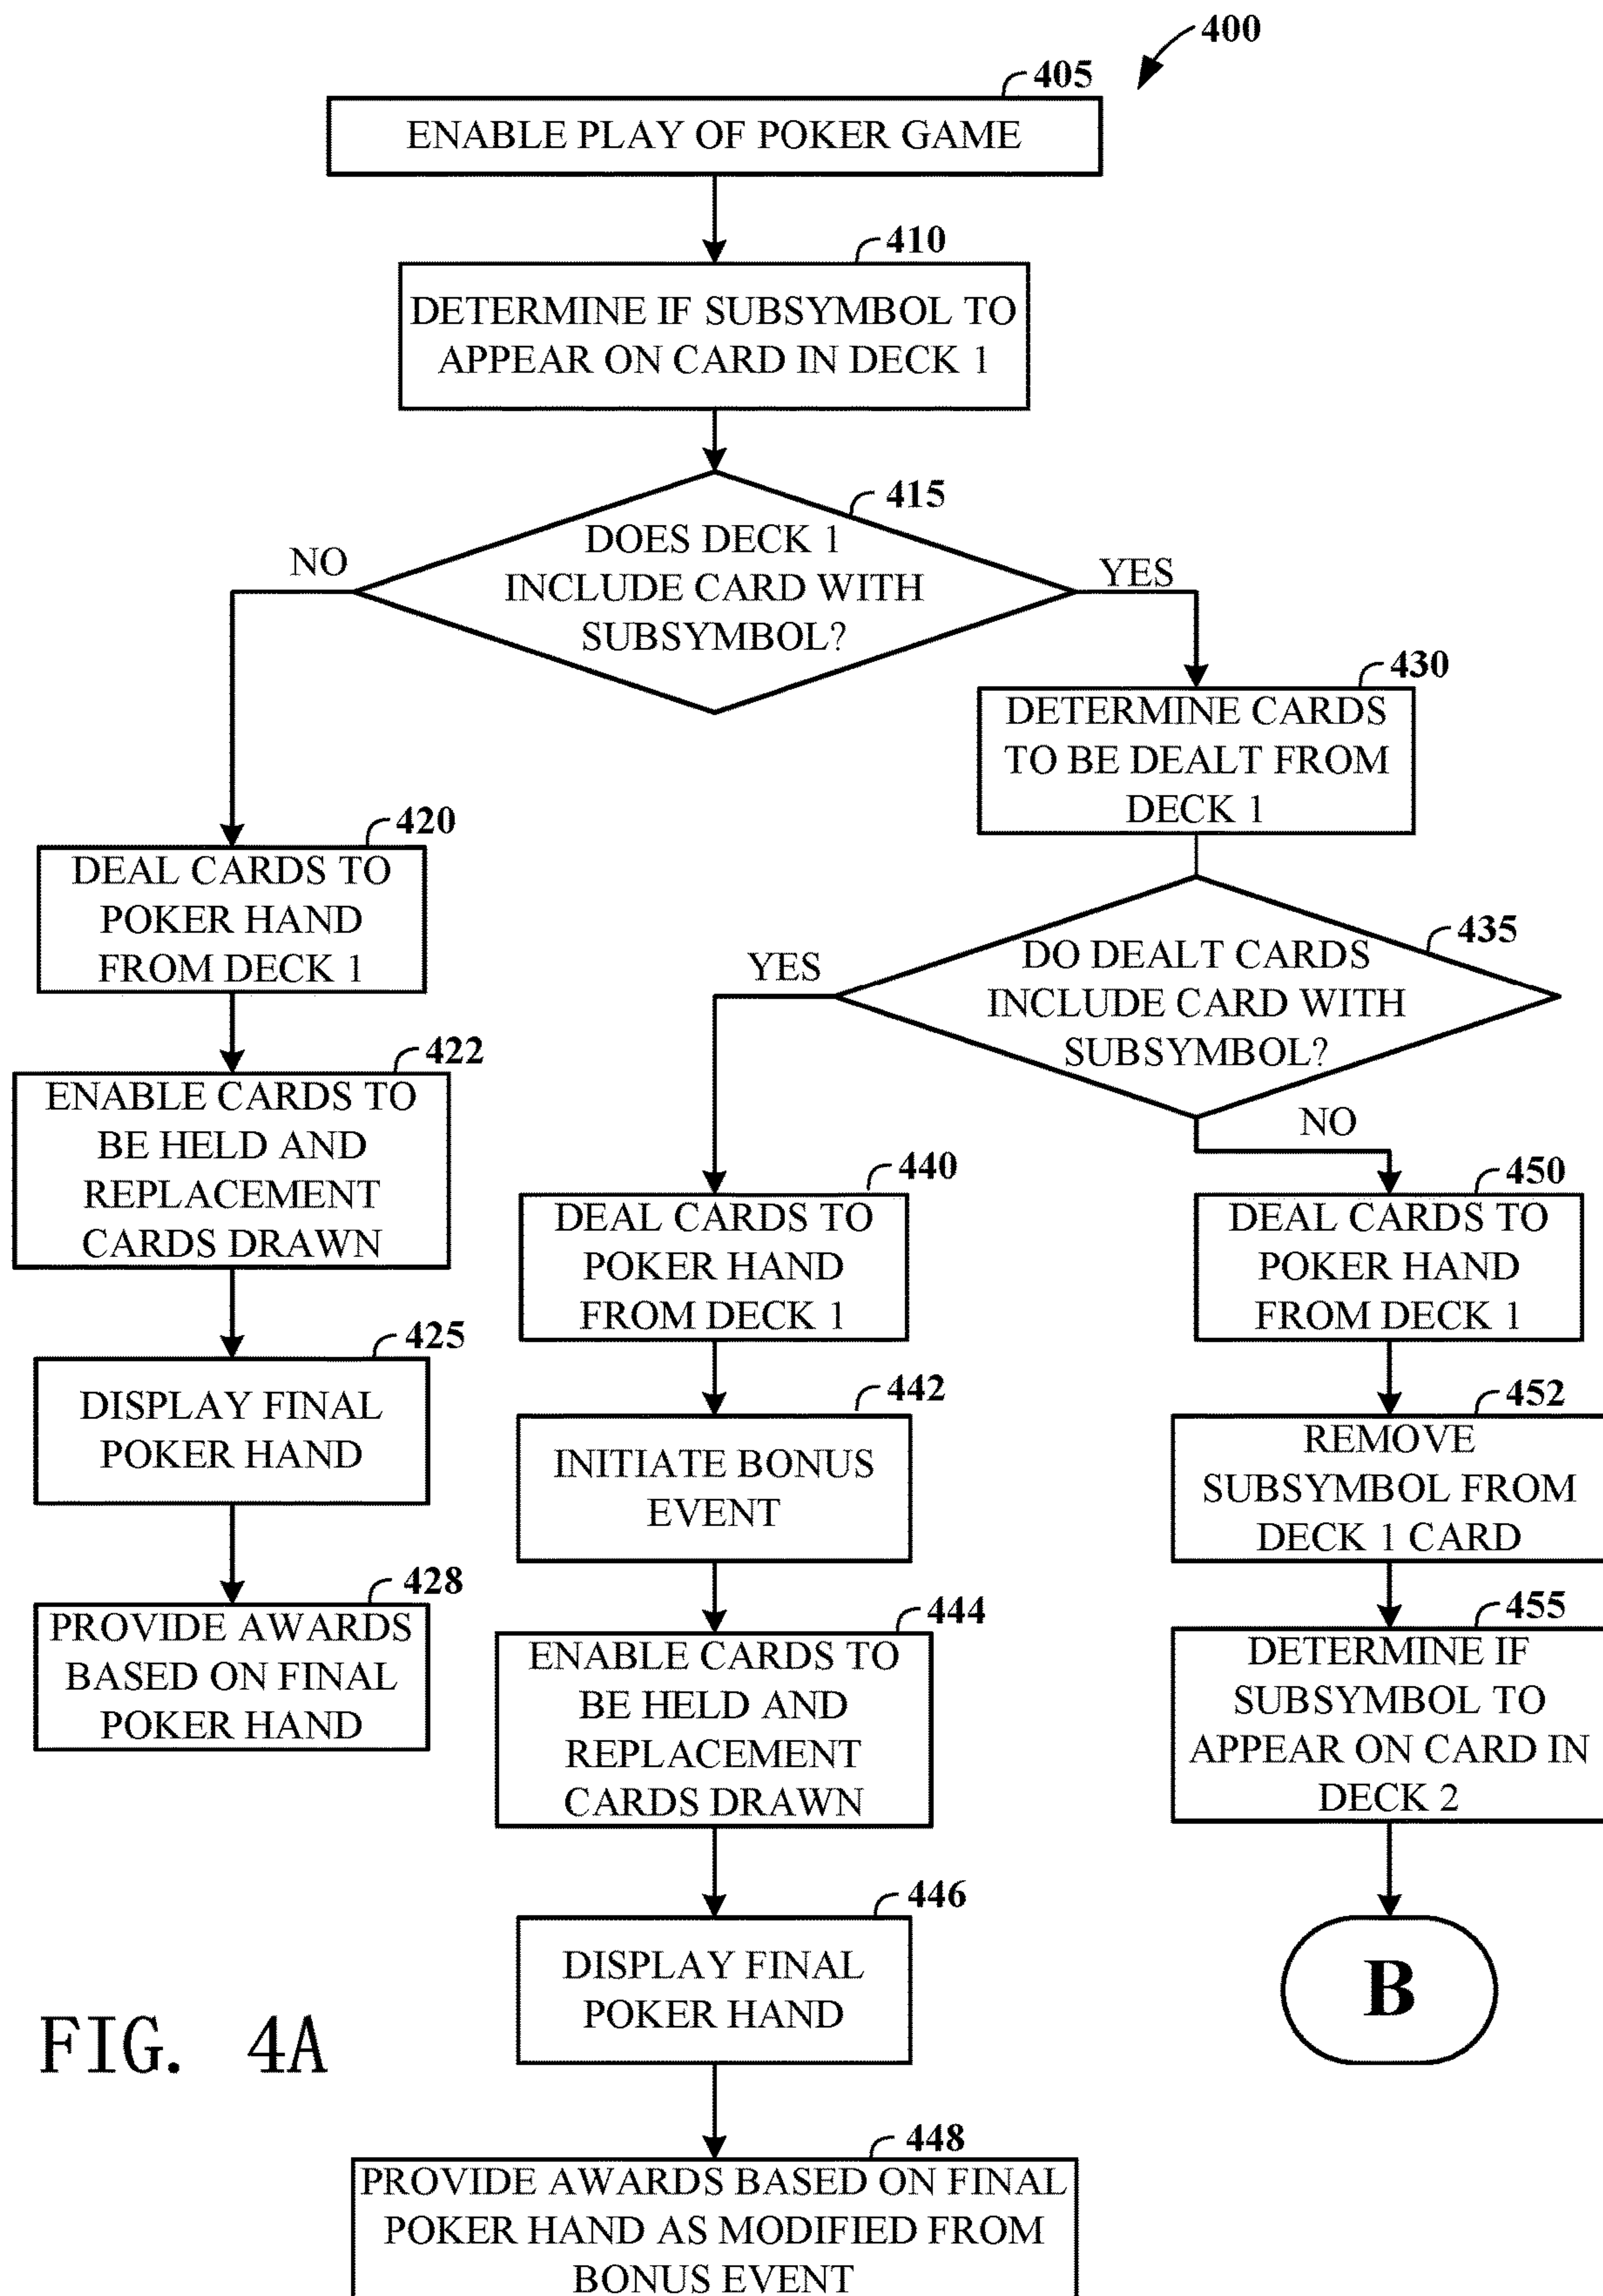 400
405
ENABLE PLAY OF POKER GAME
410
DETERMINE IF SUBSYMBOL TO
APPEAR ON CARD IN DECK 1
415
DOES DECK 1
INCLUDE CARD WITH
SUBSYMBOL?
NO
YES
430
DETERMINE CARDS
TO BE DEALT FROM
DECK 1
420
DEAL CARDS TO
POKER HAND
FROM DECK 1
422
ENABLE CARDS TO
BE HELD AND
REPLACEMENT
CARDS DRAWN
425
DISPLAY FINAL
POKER HAND
428
PROVIDE AWARDS
BASED ON FINAL
POKER HAND
435
DO DEALT CARDS
INCLUDE CARD WITH
SUBSYMBOL?
YES
NO
440
DEAL CARDS TO
POKER HAND
FROM DECK 1
442
INITIATE BONUS
EVENT
444
ENABLE CARDS TO
BE HELD AND
REPLACEMENT
CARDS DRAWN
446
DISPLAY FINAL
POKER HAND
448
PROVIDE AWARDS BASED ON FINAL
POKER HAND AS MODIFIED FROM
BONUS EVENT
450
DEAL CARDS TO
POKER HAND
FROM DECK 1
452
REMOVE
SUBSYMBOL FROM
DECK 1 CARD
455
DETERMINE IF
SUBSYMBOL TO
APPEAR ON CARD IN
DECK 2
B
FIG. 4A